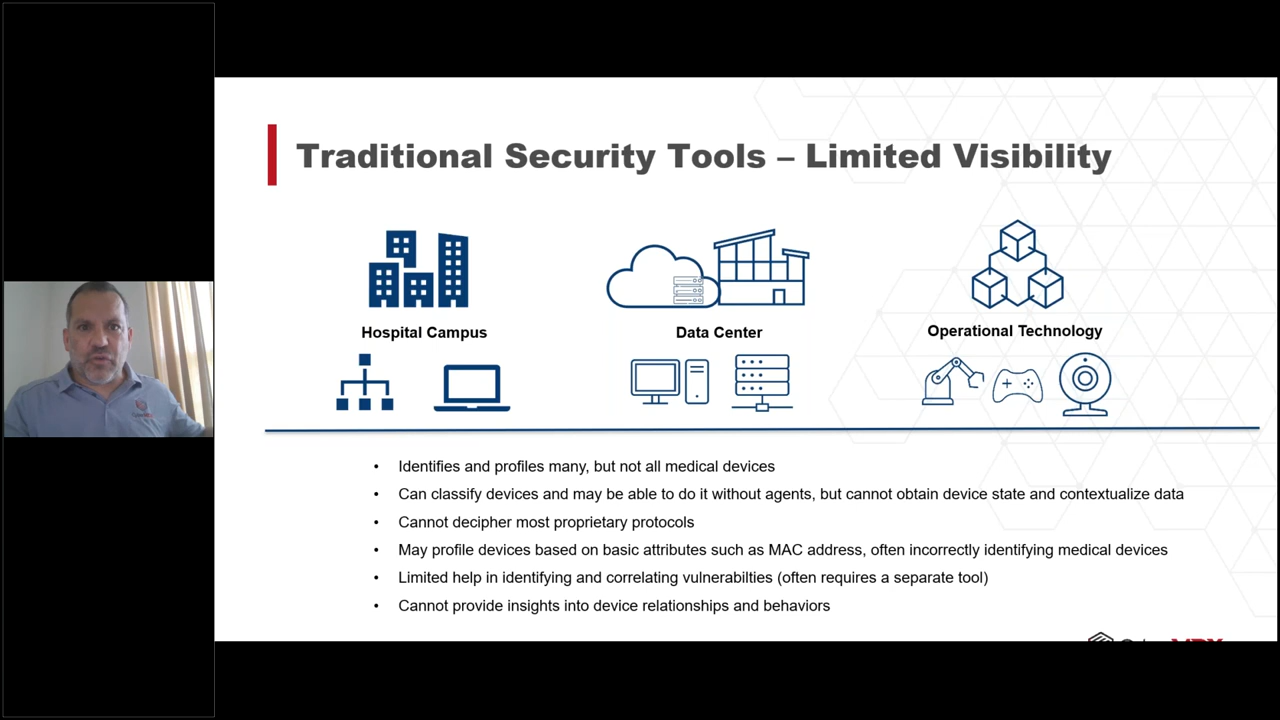 Traditional Security Tools – Limited Visibility
Hospital Campus
Data Center
Operational Technology
• Identifies and profiles many, but not all medical devices
• Can classify devices and may be able to do it without agents, but cannot obtain device state and contextualize data
• Cannot decipher most proprietary protocols
• May profile devices based on basic attributes such as MAC address, often incorrectly identifying medical devices
• Limited help in identifying and correlating vulnerabilties (often requires a separate tool)
• Cannot provide insights into device relationships and behaviors